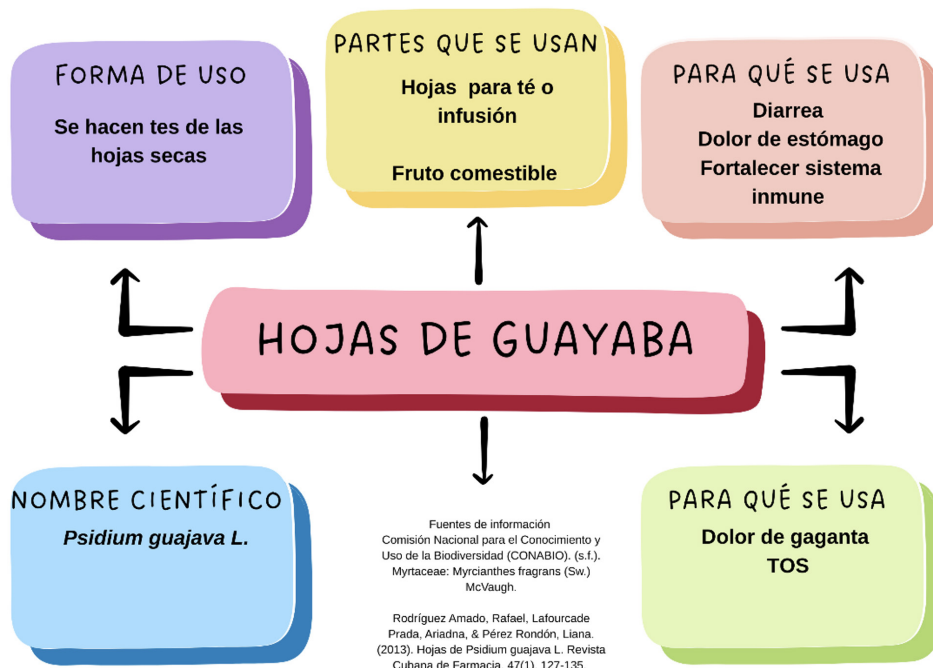 FORMA DE USO
Se hacen tes de las
hojas secas
PARTES QUE SE USAN
Hojas para té o
infusión
Fruto comestible
PARA QUÉ SE USA
Diarrea
Dolor de estómago
Fortalecer sistema
inmune
HOJAS DE GUAYABA
NOMBRE CIENTÍFICO
Psidium guajava L.
Fuentes de información
Comisión Nacional para el Conocimiento y
Uso de la Biodiversidad (CONABIO). (s.f.).
Myrtaceae: Myrcianthes fragrans (Sw.)
McVaugh.
Rodríguez Amado, Rafael, Lafourcade
Prada, Ariadna, & Pérez Rondón, Liana.
(2013). Hojas de Psidium guajava L. Revista
Cubana de Farmacia, 47(1), 127-135.
PARA QUÉ SE USA
Dolor de gaganta
TOS